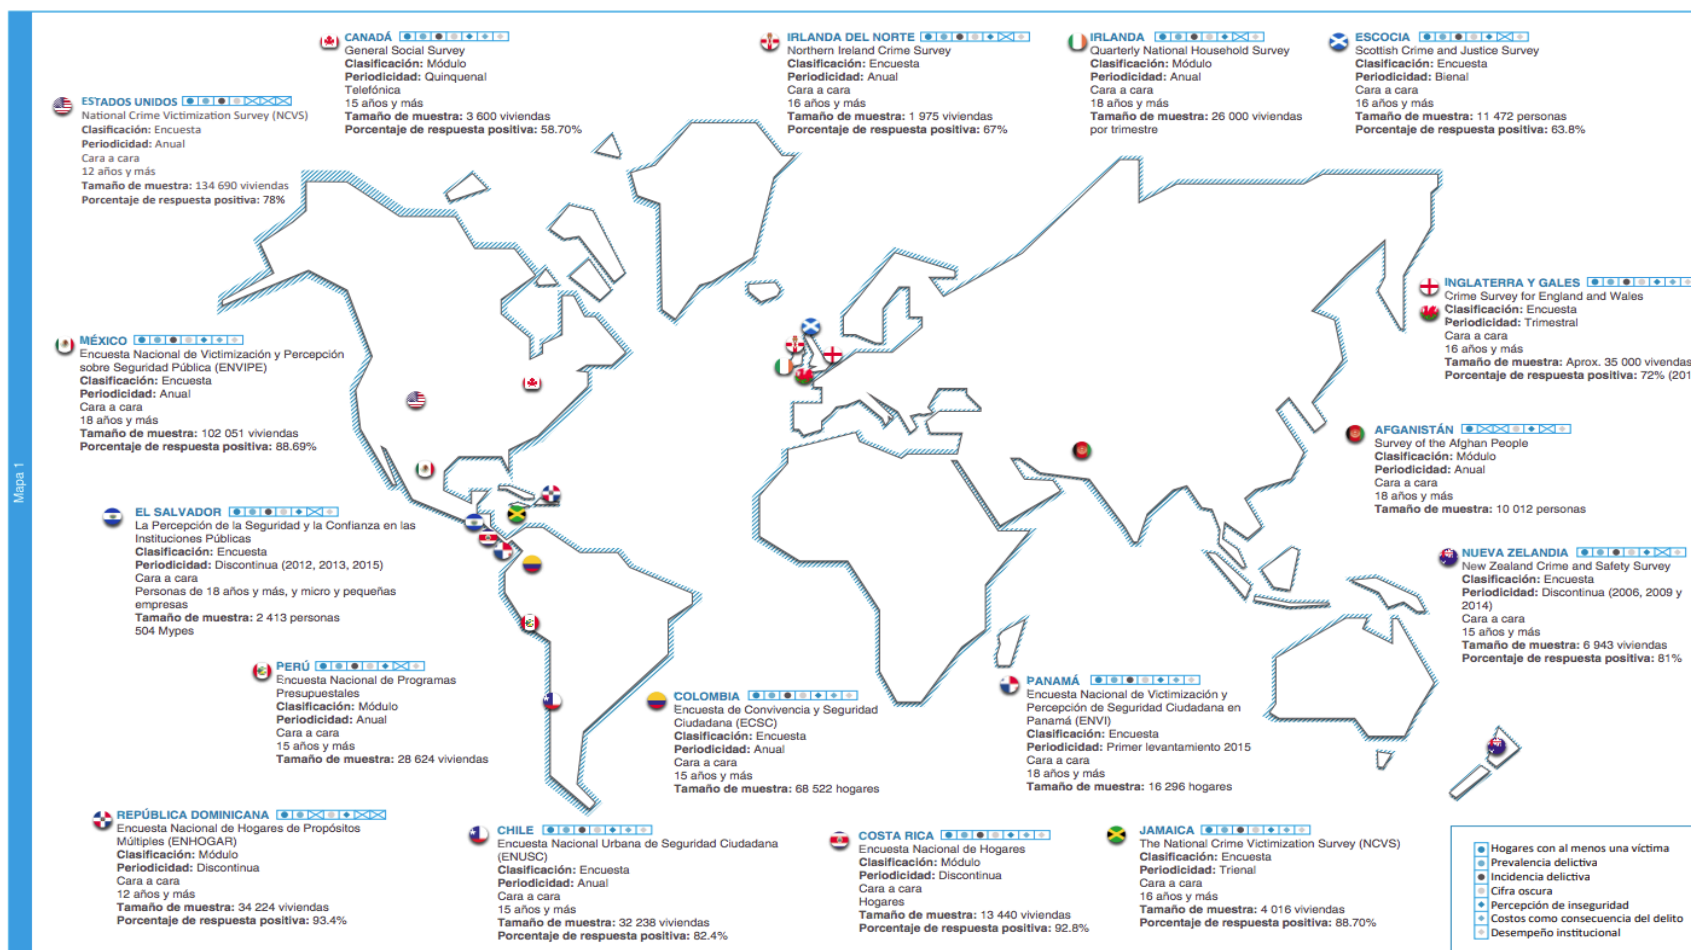 Mapa 1
CANADÁ
General Social Survey
Clasificación: Módulo
Periodicidad: Quinquenal
Telefónica
15 años y más
Tamaño de muestra: 3 600 viviendas
Porcentaje de respuesta positiva: 58.70%
IRLANDA DEL NORTE
Northern Ireland Crime Survey
Clasificación: Encuesta
Periodicidad: Anual
Cara a cara
16 años y más
Tamaño de muestra: 1 975 viviendas
Porcentaje de respuesta positiva: 67%
IRLANDA
Quarterly National Household Survey
Clasificación: Módulo
Periodicidad: Anual
Cara a cara
18 años y más
Tamaño de muestra: 26 000 viviendas
por trimestre
ESCOCIA
Scottish Crime and Justice Survey
Clasificación: Encuesta
Periodicidad: Bienal
Cara a cara
16 años y más
Tamaño de muestra: 11 472 personas
Porcentaje de respuesta positiva: 63.8%
ESTADOS UNIDOS
National Crime Victimization Survey (NCVS)
Clasificación: Encuesta
Periodicidad: Anual
Cara a cara
12 años y más
Tamaño de muestra: 134 690 viviendas
Porcentaje de respuesta positiva: 78%
INGLATERRA Y GALES
Crime Survey for England and Wales
Clasificación: Encuesta
Periodicidad: Trimestral
Cara a cara
16 años y más
Tamaño de muestra: Aprox. 35 000 vivendas
Porcentaje de respuesta positiva: 72% (201
MÉXICO
Encuesta Nacional de Victimización y Percepción
sobre Seguridad Pública (ENVIPE)
Clasificación: Encuesta
Periodicidad: Anual
Cara a cara
18 años y más
Tamaño de muestra: 102 051 viviendas
Porcentaje de respuesta positiva: 88.69%
AFGANISTÁN
Survey of the Afghan People
Clasificación: Módulo
Periodicidad: Anual
Cara a cara
18 años y más
Tamaño de muestra: 10 012 personas
EL SALVADOR
La Percepción de la Seguridad y la Confianza en las
Instituciones Públicas
Clasificación: Encuesta
Periodicidad: Discontinua (2012, 2013, 2015)
Cara a cara
Personas de 18 años y más, y micro y pequeñas
empresas
Tamaño de muestra: 2 413 personas
504 Mypes
NUEVA ZELANDIA
New Zealand Crime and Safety Survey
Clasificación: Encuesta
Periodicidad: Discontinua (2006, 2009 y
2014)
Cara a cara
15 años y más
Tamaño de muestra: 6 943 viviendas
Porcentaje de respuesta positiva: 81%
PERÚ
Encuesta Nacional de Programas
Presupuestales
Clasificación: Módulo
Periodicidad: Anual
Cara a cara
15 años y más
Tamaño de muestra: 28 624 viviendas
COLOMBIA
Encuesta de Convivencia y Seguridad
Ciudadana (ECSC)
Clasificación: Encuesta
Periodicidad: Anual
Cara a cara
15 años y más
Tamaño de muestra: 68 522 hogares
PANAMÁ
Encuesta Nacional de Victimización y
Percepción de Seguridad Ciudadana en
Panamá (ENVI)
Clasificación: Encuesta
Periodicidad: Primer levantamiento 2015
Cara a cara
18 años y más
Tamaño de muestra: 16 296 hogares
REPÚBLICA DOMINICANA
Encuesta Nacional de Hogares de Propósitos
Múltiples (ENHOGAR)
Clasificación: Módulo
Periodicidad: Discontinua
Cara a cara
12 años y más
Tamaño de muestra: 34 224 viviendas
Porcentaje de respuesta positiva: 93.4%
CHILE
Encuesta Nacional Urbana de Seguridad Ciudadana
(ENUSC)
Clasificación: Encuesta
Periodicidad: Anual
Cara a cara
15 años y más
Tamaño de muestra: 32 238 viviendas
Porcentaje de respuesta positiva: 82.4%
COSTA RICA
Encuesta Nacional de Hogares
Clasificación: Módulo
Periodicidad: Discontinua
Cara a cara
Hogares
Tamaño de muestra: 13 440 viviendas
Porcentaje de respuesta positiva: 92.8%
JAMAICA
The National Crime Victimization Survey (NCVS)
Clasificación: Encuesta
Periodicidad: Trienal
Cara a cara
16 años y más
Tamaño de muestra: 4 016 viviendas
Porcentaje de respuesta positiva: 88.70%
Hogares con al menos una víctima
Prevalencia delictiva
Incidencia delictiva
Cifra oscura
Percepción de inseguridad
Costos como consecuencia del delito
Desempeño institucional